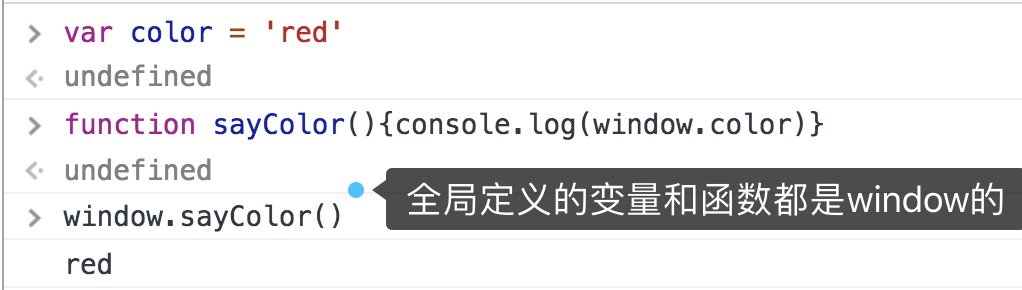 > var color = 'red'
<· undefined
> function sayColor(){console.log(window.color)}
<· undefined
全局定义的变量和函数都是window的
> window.sayColor()
red